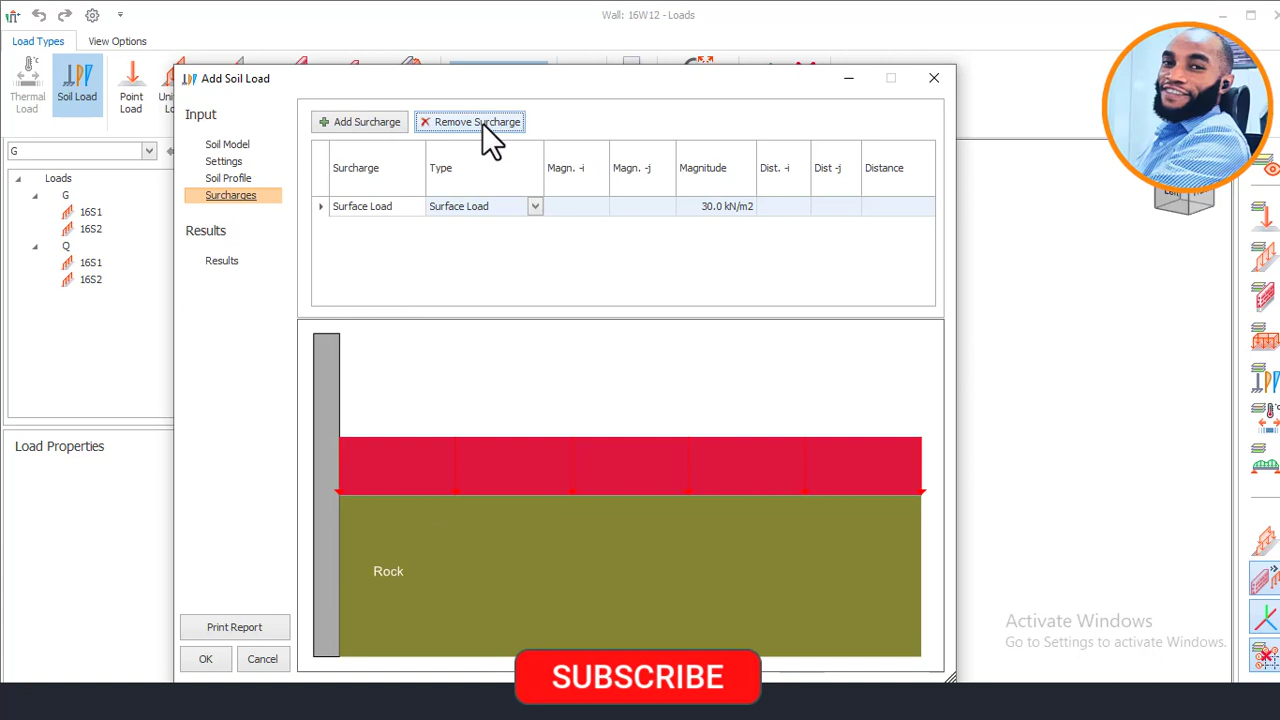 Wall: 16W12 - Loads
Load Types
View Options
Thermal Load
Soil Load
Point Load
Add Soil Load
Input
Soil Model
Settings
Soil Profile
Surcharges
Results
Results
Add Surcharge
Remove Surcharge
Surcharge Type Magn. -i Magn. -j Magnitude Dist. -i Dist -j Distance
Surface Load Surface Load 30.0 kN/m2
G
Loads
G
16S1
16S2
Q
16S1
16S2
Load Properties
Rock
Print Report
OK
Cancel
Activate Windows
Go to Settings to activate Windows.
SUBSCRIBE